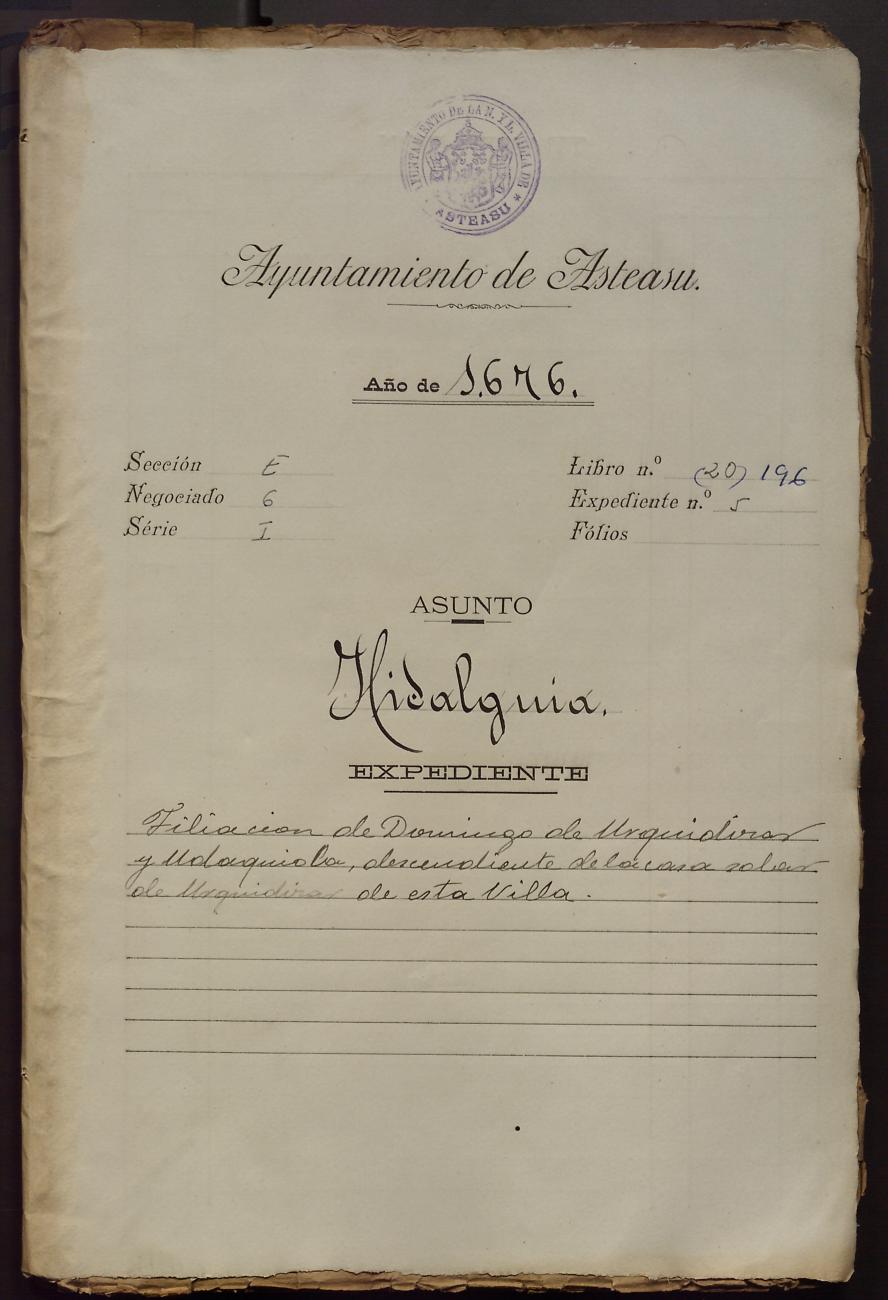 AYUNTAMIENTO DE LA N. Y L. VILLA DE
* ASTEASU *
Ayuntamiento de Asteasu.
Año de 1.676.
Sección E
Libro n.º (20) 196
Negociado 6
Expediente n.º 5
Série I
Fólios
ASUNTO
Hidalguia.
EXPEDIENTE
Filiacion de Domingo de Urquidirar
y Udaquiola, descendiente de la casa solar
de Urquidirar de esta Villa.